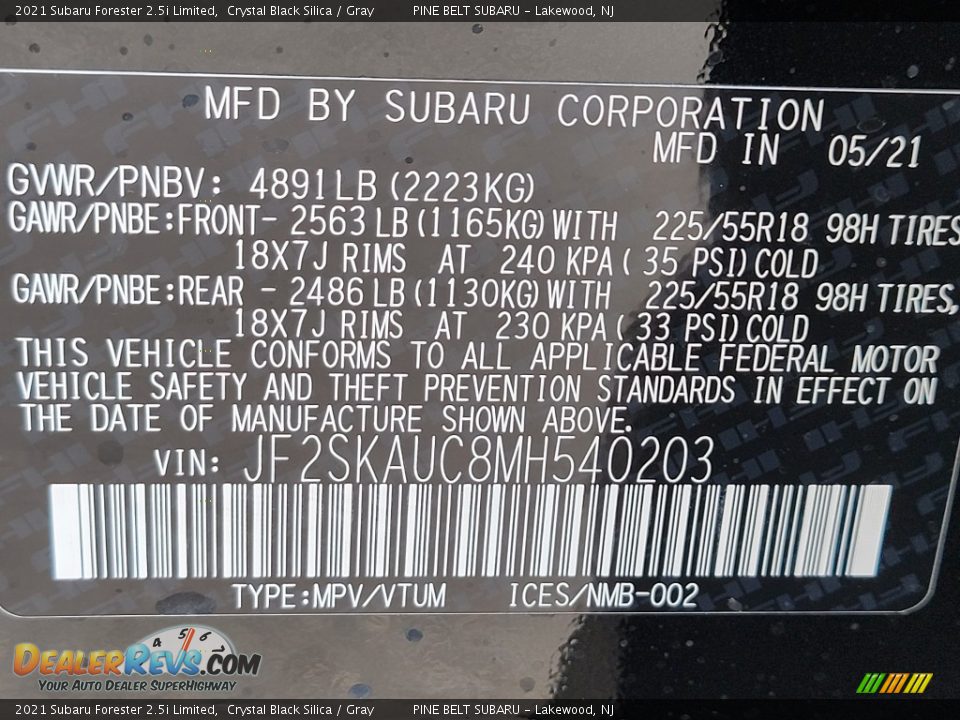 2021 Subaru Forester 2.5i Limited, Crystal Black Silica / Gray PINE BELT SUBARU - Lakewood, NJ
MFD BY SUBARU CORPORATION
MFD IN 05/21
GVWR/PNBV: 4891LB (2223KG)
GAWR/PNBE:FRONT- 2563 LB (1165KG) WITH 225/55R18 98H TIRES
18X7J RIMS AT 240 KPA ( 35 PSI) COLD
GAWR/PNBE:REAR - 2486 LB (1130KG) WITH 225/55R18 98H TIRES,
18X7J RIMS AT 230 KPA ( 33 PSI) COLD
THIS VEHICLE CONFORMS TO ALL APPLICABLE FEDERAL MOTOR
VEHICLE SAFETY AND THEFT PREVENTION STANDARDS IN EFFECT ON
THE DATE OF MANUFACTURE SHOWN ABOVE.
VIN: JF2SKAUC8MH540203
TYPE:MPV/VTUM ICES/NMB-002
4 5 6
DEALERREVS.COM
YOUR AUTO DEALER SUPERHIGHWAY
2021 Subaru Forester 2.5i Limited, Crystal Black Silica / Gray PINE BELT SUBARU - Lakewood, NJ